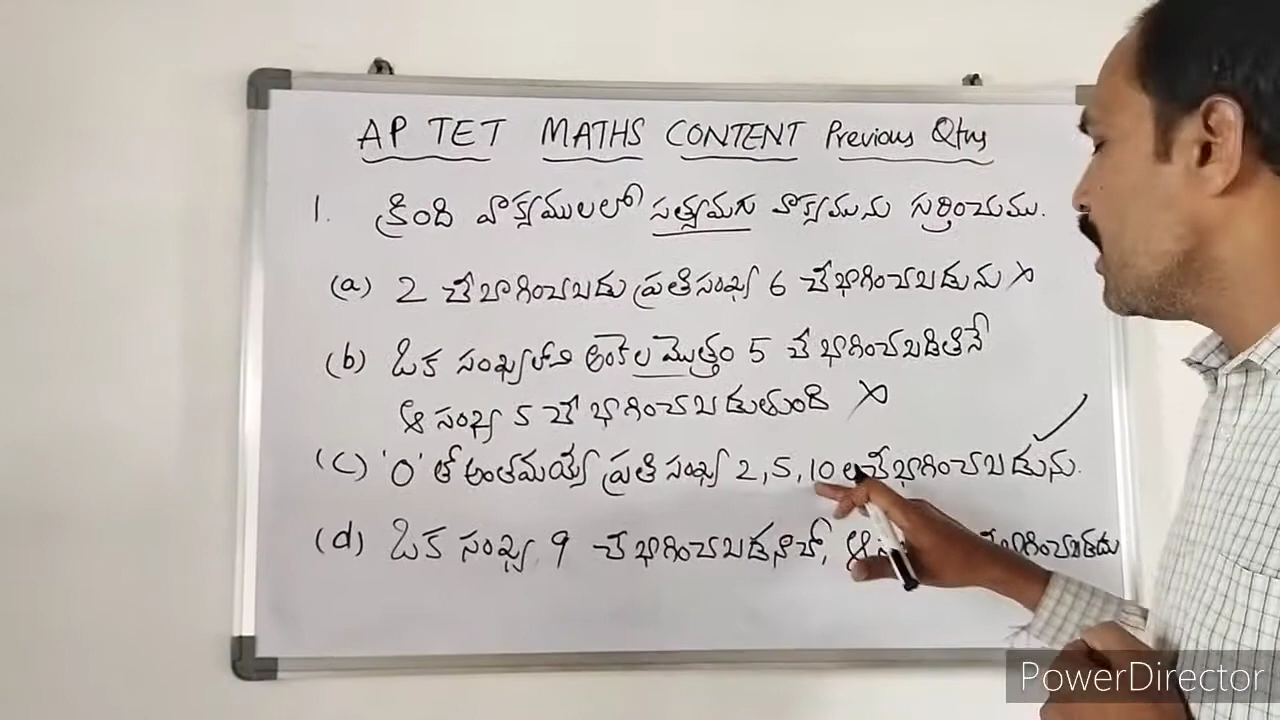 AP TET MATHS CONTENT Previous Qtns
1. క్రింది వాక్యములలో సత్యమగు వాక్యమును గుర్తించుము.
(a) 2 చే భాగించబడు ప్రతి సంఖ్య 6 చే భాగించబడును ×
(b) ఒక సంఖ్యలోని అంకెల మొత్తం 5 చే భాగించబడితేనే
ఆ సంఖ్య 5 చే భాగించబడుతుంది ×
(c) '0' తో అంతమయ్యే ప్రతి సంఖ్య 2, 5, 10 లచే భాగించబడును. ✓
(d) ఒక సంఖ్య 9 చే భాగించబడనిచో, ఆ
PowerDirector